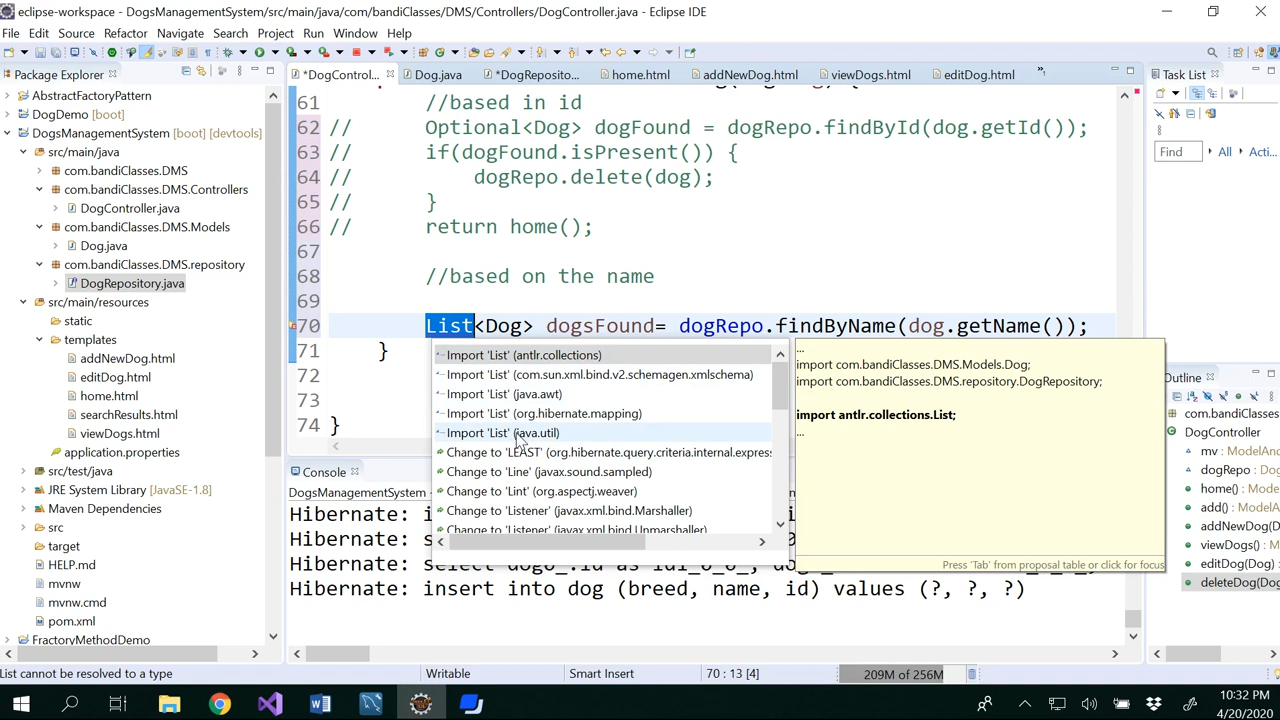 eclipse-workspace - DogsManagementSystem/src/main/java/com/bandiClasses/DMS/Controllers/DogController.java - Eclipse IDE
File Edit Source Refactor Navigate Search Project Run Window Help
Package Explorer
*DogControl... Dog.java *DogReposito... home.html addNewDog.html viewDogs.html editDog.html
Task List
Find All Acti...
AbstractFactoryPattern
DogDemo [boot]
DogsManagementSystem [boot] [devtools]
src/main/java
com.bandiClasses.DMS
com.bandiClasses.DMS.Controllers
DogController.java
com.bandiClasses.DMS.Models
Dog.java
com.bandiClasses.DMS.repository
DogRepository.java
src/main/resources
static
templates
addNewDog.html
editDog.html
home.html
searchResults.html
viewDogs.html
application.properties
src/test/java
JRE System Library [JavaSE-1.8]
Maven Dependencies
src
target
HELP.md
mvnw
mvnw.cmd
pom.xml
FractoryMethodDemo
61 //based in id
62 // Optional<Dog> dogFound = dogRepo.findById(dog.getId());
63 // if(dogFound.isPresent()) {
64 // dogRepo.delete(dog);
65 // }
66 // return home();
67
68 //based on the name
69
70 List<Dog> dogsFound= dogRepo.findByName(dog.getName());
71 }
72
73
74 }
Import 'List' (antlr.collections)
Import 'List' (com.sun.xml.bind.v2.schemagen.xmlschema)
Import 'List' (java.awt)
Import 'List' (org.hibernate.mapping)
Import 'List' (java.util)
Change to 'LEAST' (org.hibernate.query.criteria.internal.express
Change to 'Line' (javax.sound.sampled)
Change to 'Lint' (org.aspectj.weaver)
Change to 'Listener' (javax.xml.bind.Marshaller)
Change to 'Listener' (javax.xml.bind.Unmarshaller)
...
import com.bandiClasses.DMS.Models.Dog;
import com.bandiClasses.DMS.repository.DogRepository;
import antlr.collections.List;
...
Press 'Tab' from proposal table or click for focus
Console
DogsManagementSystem -
Hibernate:
Hibernate:
Hibernate: select
Hibernate: insert into dog (breed, name, id) values (?, ?, ?)
Outline
com.bandiClasses
DogController
mv : ModelAn
dogRepo : Do
home() : Mode
add() : Model
addNewDog(D
viewDogs() :
editDog(Dog)
deleteDog(Do
List cannot be resolved to a type
Writable
Smart Insert
70 : 13 [4]
209M of 256M
10:32 PM
4/20/2020